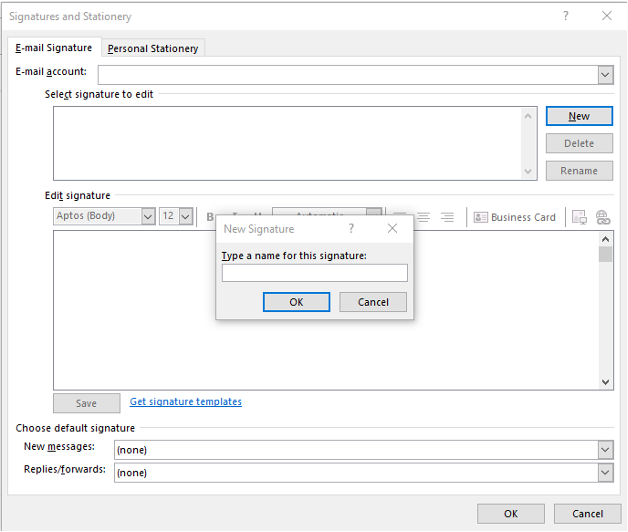 Signatures and Stationery ?
E-mail Signature Personal Stationery
E-mail account:
Select signature to edit
New
Delete
Rename
Edit signature
Aptos (Body) 12 B Business Card
New Signature ?
Type a name for this signature:
OK Cancel
Save Get signature templates
Choose default signature
New messages: (none)
Replies/forwards: (none)
OK Cancel